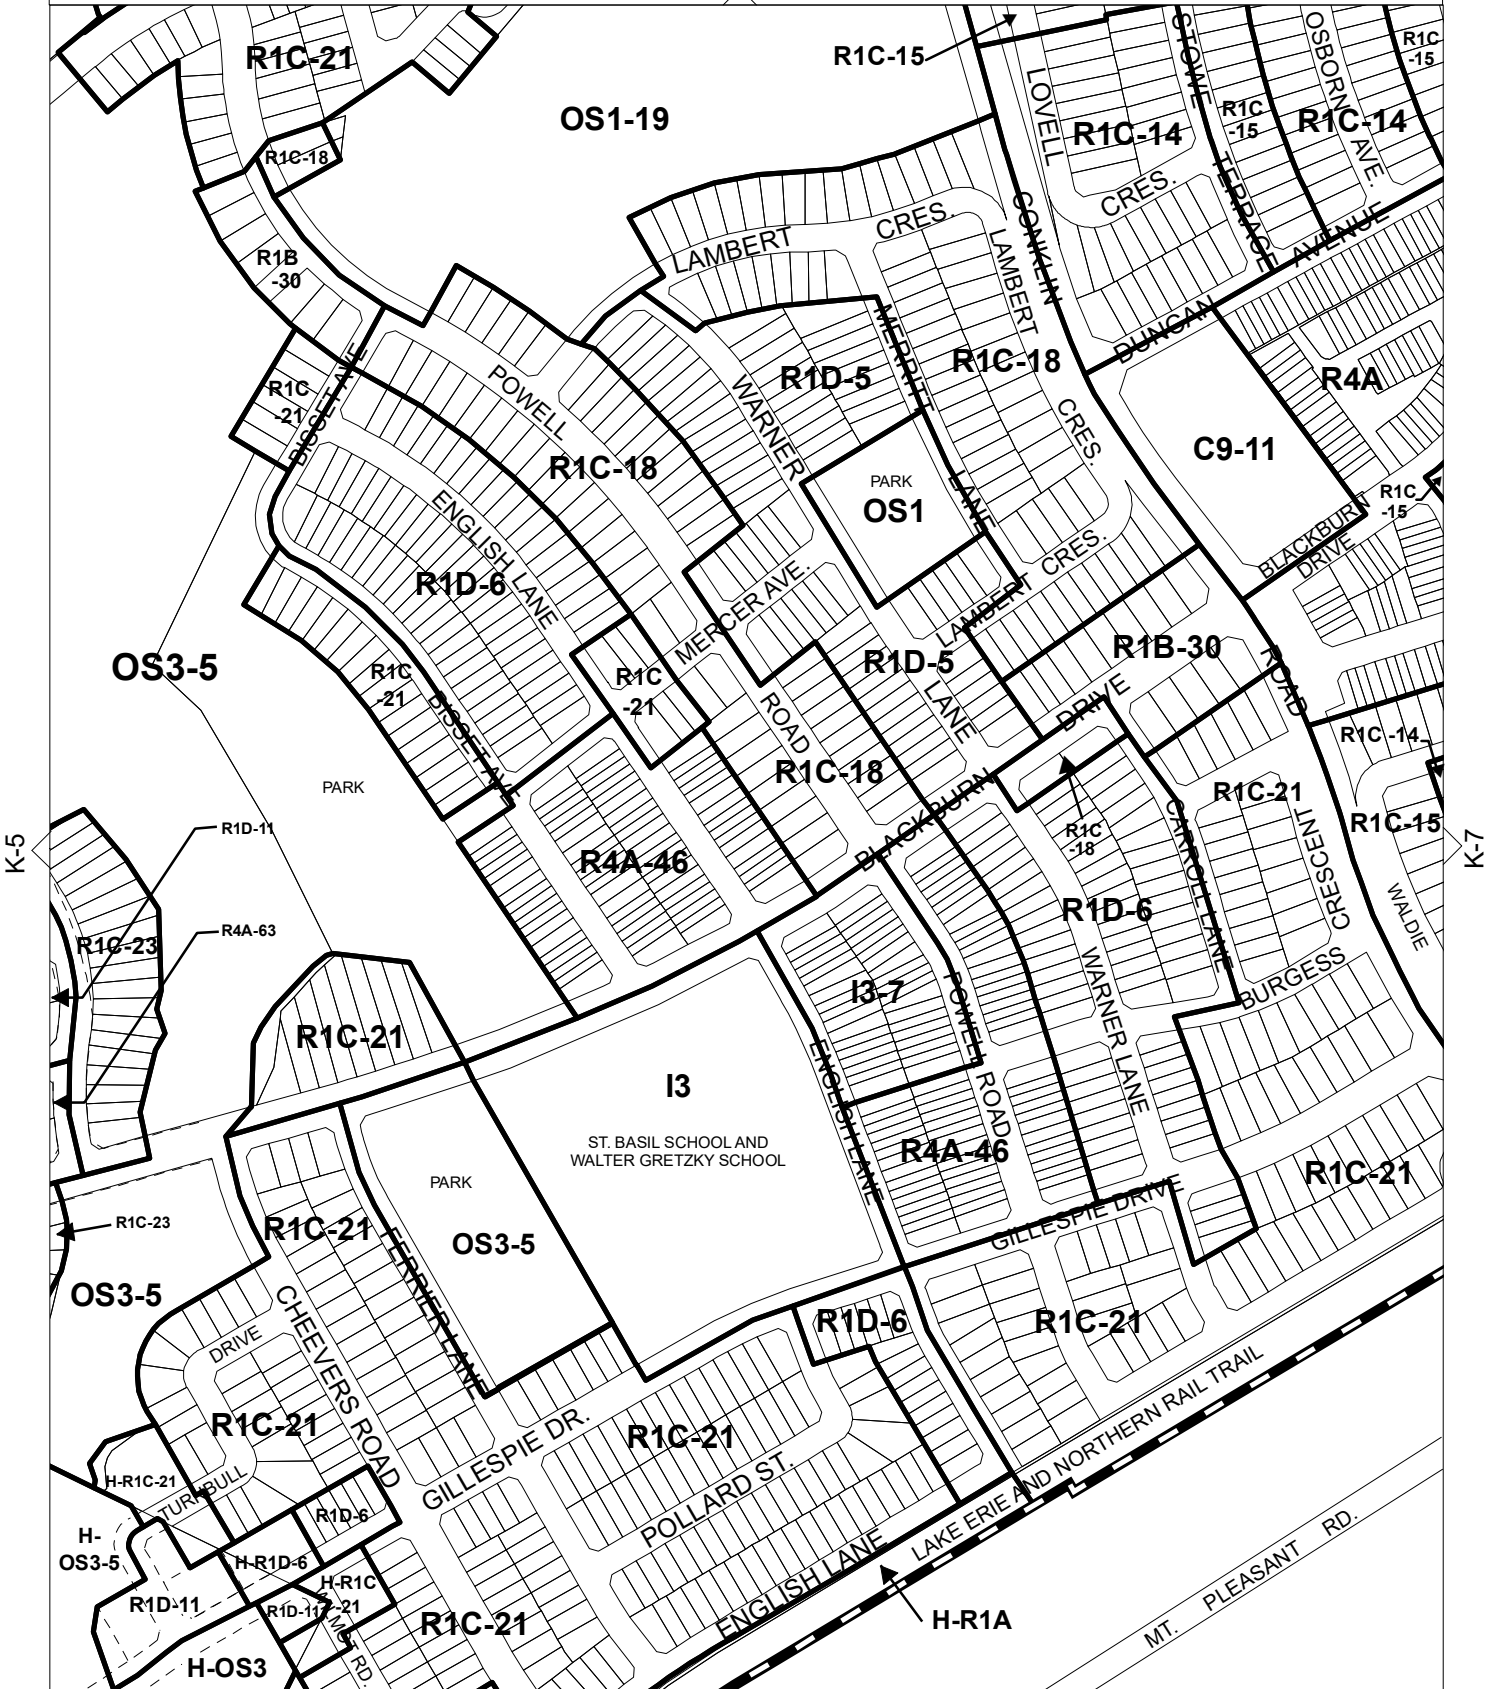 R1C-21
R1C-15
STOWE
TERRACE
OSBORN
AVE.
R1C
-15
OS1-19
LOVELL
CRES.
R1C-14
R1C
-15
R1C-14
R1C-18
R1B
-30
LAMBERT
CRES.
CONKLIN
ROAD
LAMBERT
CRES.
DUNCAN
AVENUE
BISSET AVE
R1C
-21
POWELL
ROAD
WARNER
LANE
R1D-5
MERRITT
LANE
R1C-18
R4A
C9-11
R1C-18
PARK
OS1
R1C
-15
ENGLISH LANE
BLACKBURN
DRIVE
R1D-6
MERCER AVE.
LAMBERT
CRES.
OS3-5
R1C
-21
BISSET AVE
R1C
-21
R1D-5
R1B-30
R1C -14
PARK
R1C-18
BLACKBURN
DRIVE
R1C-21
R1C-15
K-5
R1D-11
R4A-46
R1C
-18
CARROLL LANE
CRESCENT
K-7
R1C-23
R4A-63
R1D-6
WALDIE
I3-7
POWELL ROAD
WARNER LANE
BURGESS
R1C-21
I3
ST. BASIL SCHOOL AND
WALTER GRETZKY SCHOOL
ENGLISH LANE
R4A-46
R1C-21
PARK
R1C-23
R1C-21
FERRIER LANE
OS3-5
GILLESPIE DRIVE
OS3-5
CHEEVERS ROAD
DRIVE
R1D-6
R1C-21
R1C-21
GILLESPIE DR.
R1C-21
H-R1C-21
TURNBULL
POLLARD ST.
LAKE ERIE AND NORTHERN RAIL TRAIL
R1D-6
H-
OS3-5
H-R1D-6
MT. PLEASANT RD.
H-R1C
-21
R1D-11
R1D-11
R1C-21
ENGLISH LANE
H-R1A
H-OS3